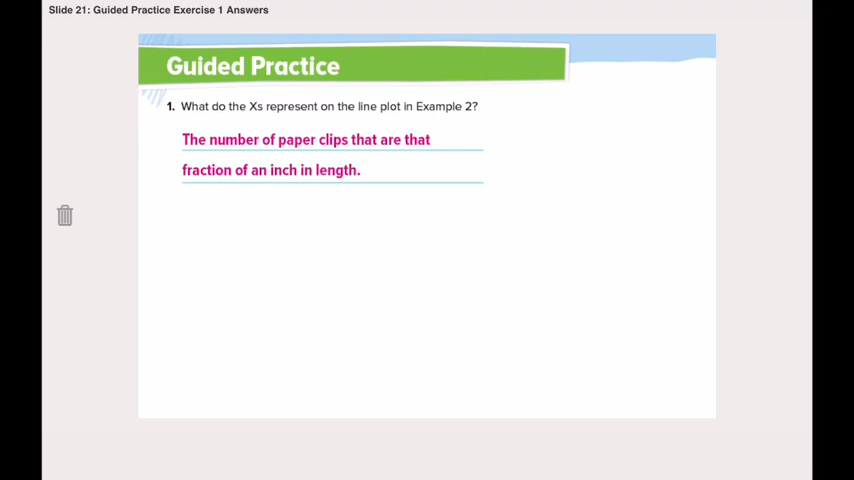 Slide 21: Guided Practice Exercise 1 Answers
Guided Practice
1. What do the Xs represent on the line plot in Example 2?
The number of paper clips that are that
fraction of an inch in length.